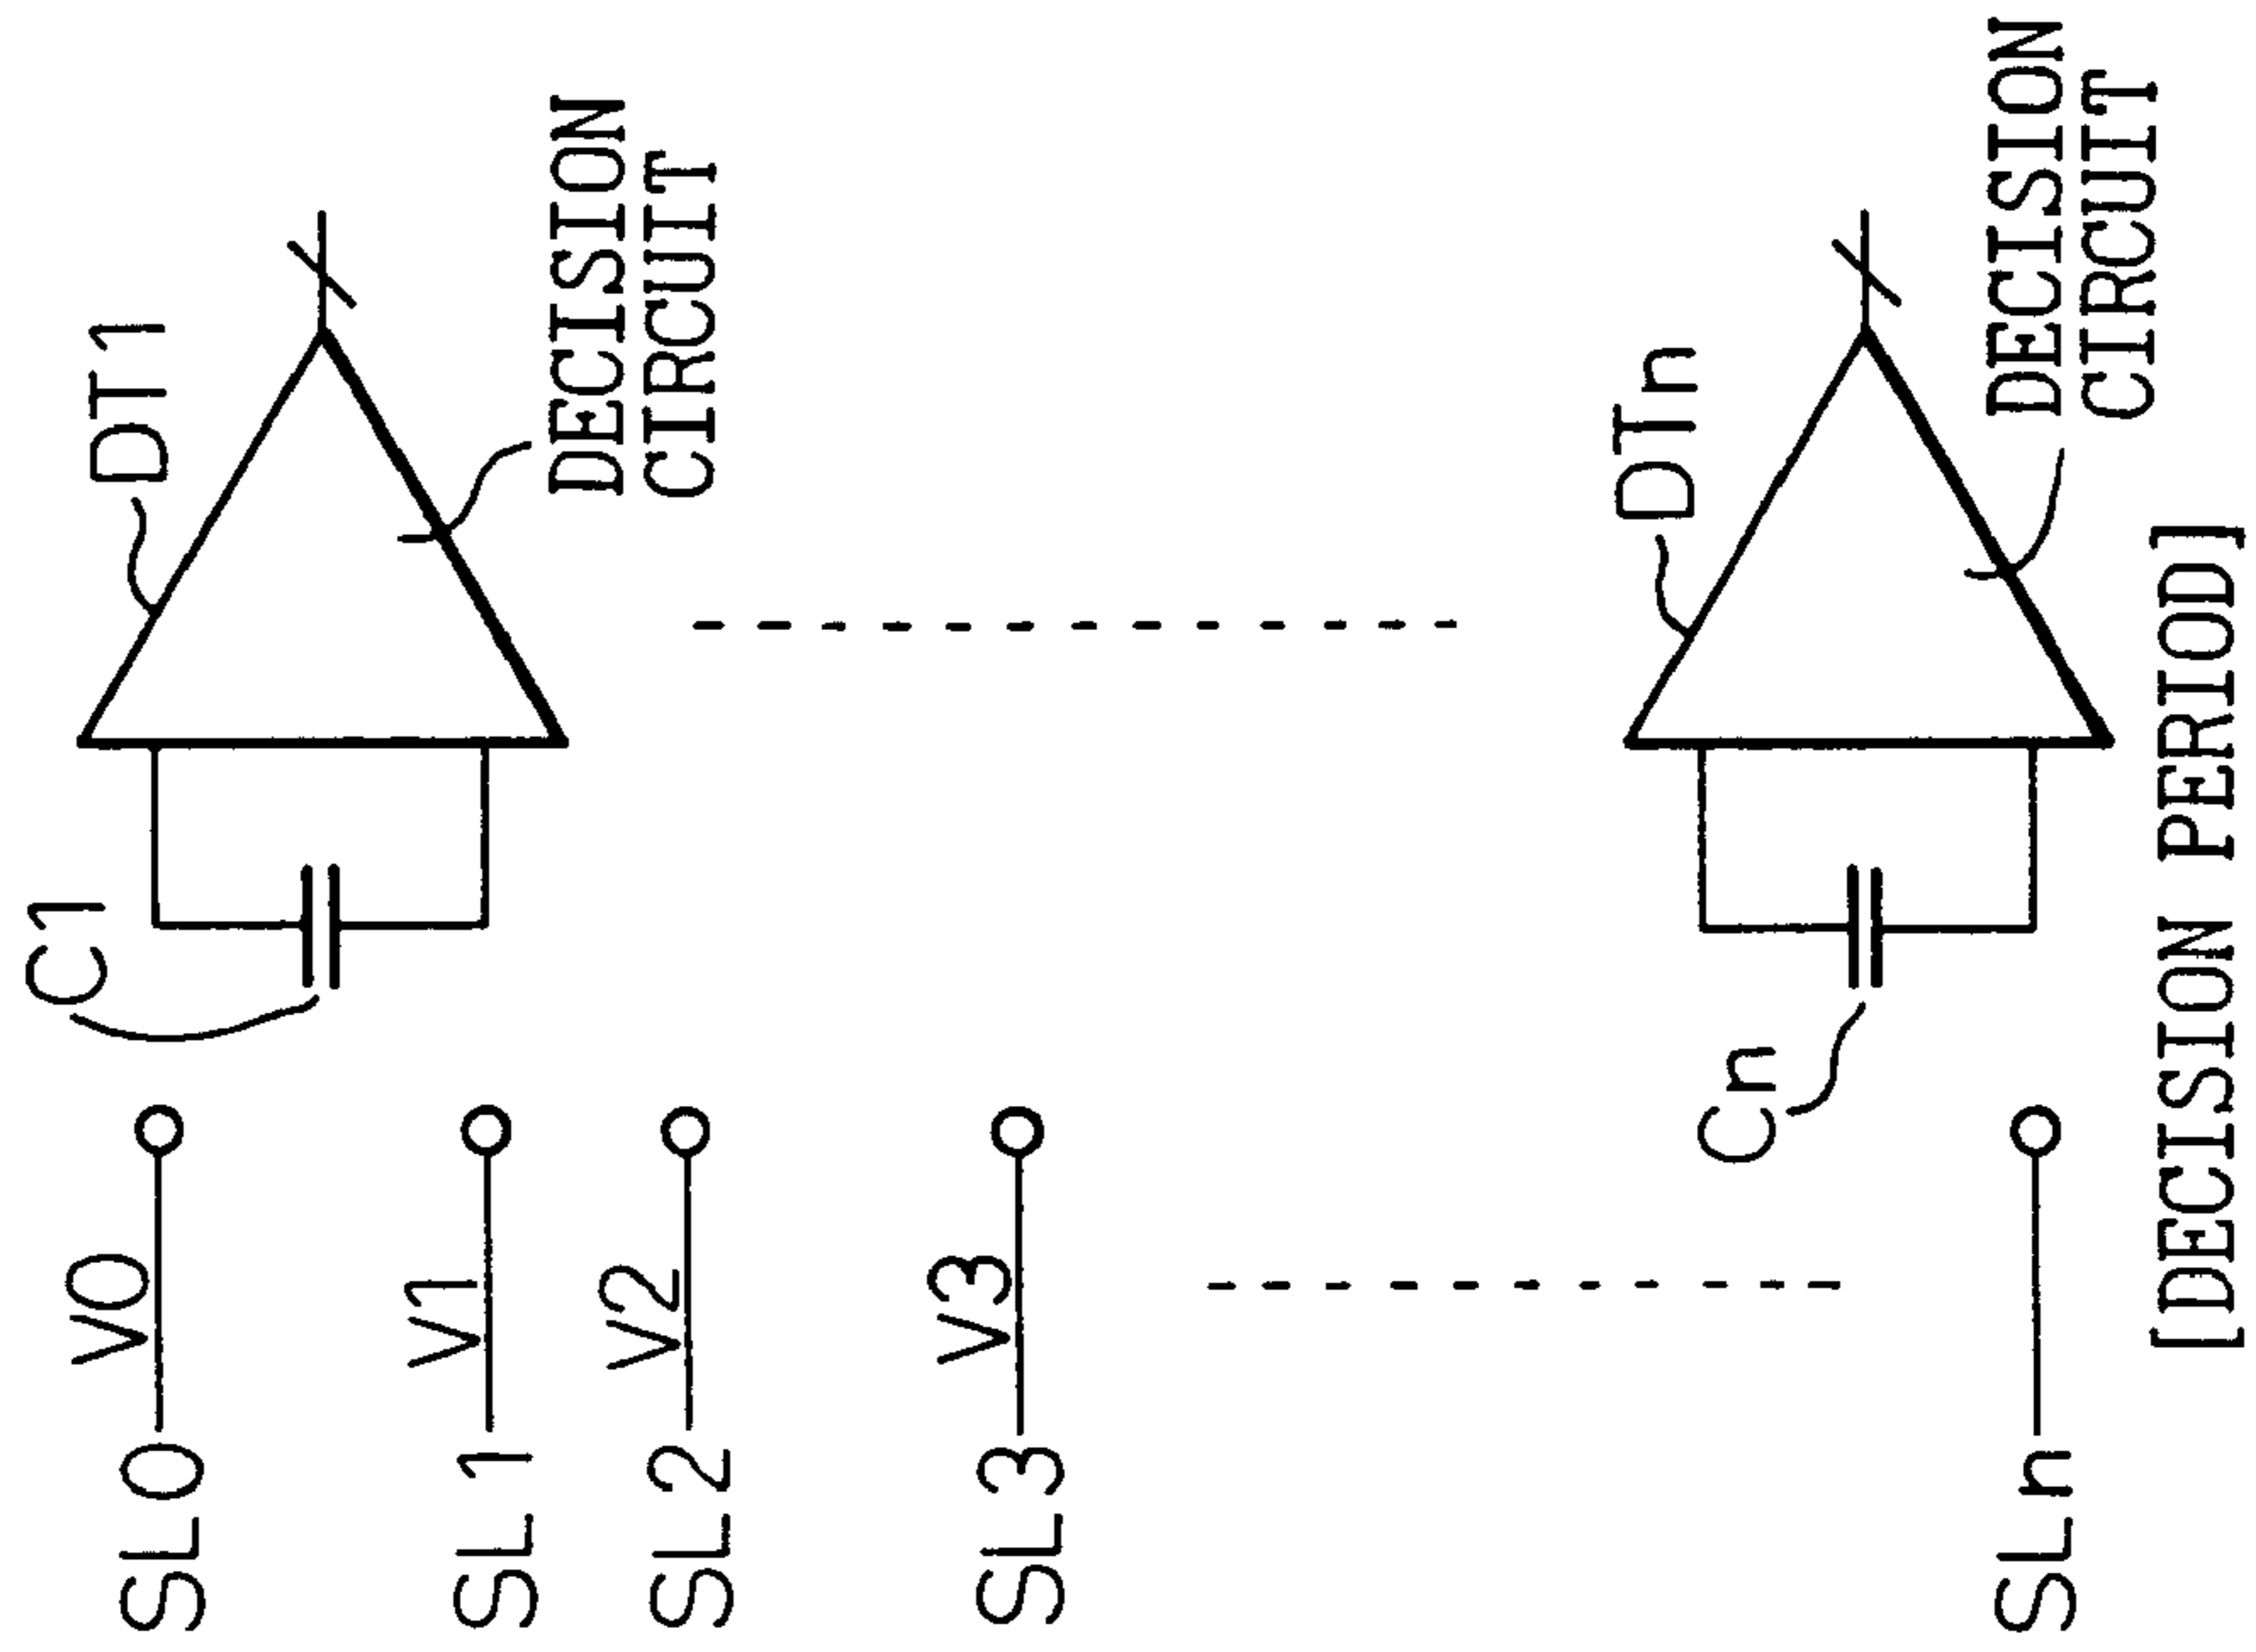 C1
DT1
DECISION
CIRCUIT
SL0
V0
SL1
V1
SL2
V2
SL3
V3
Cn
DTn
DECISION
CIRCUIT
SLn
[DECISION PERIOD]